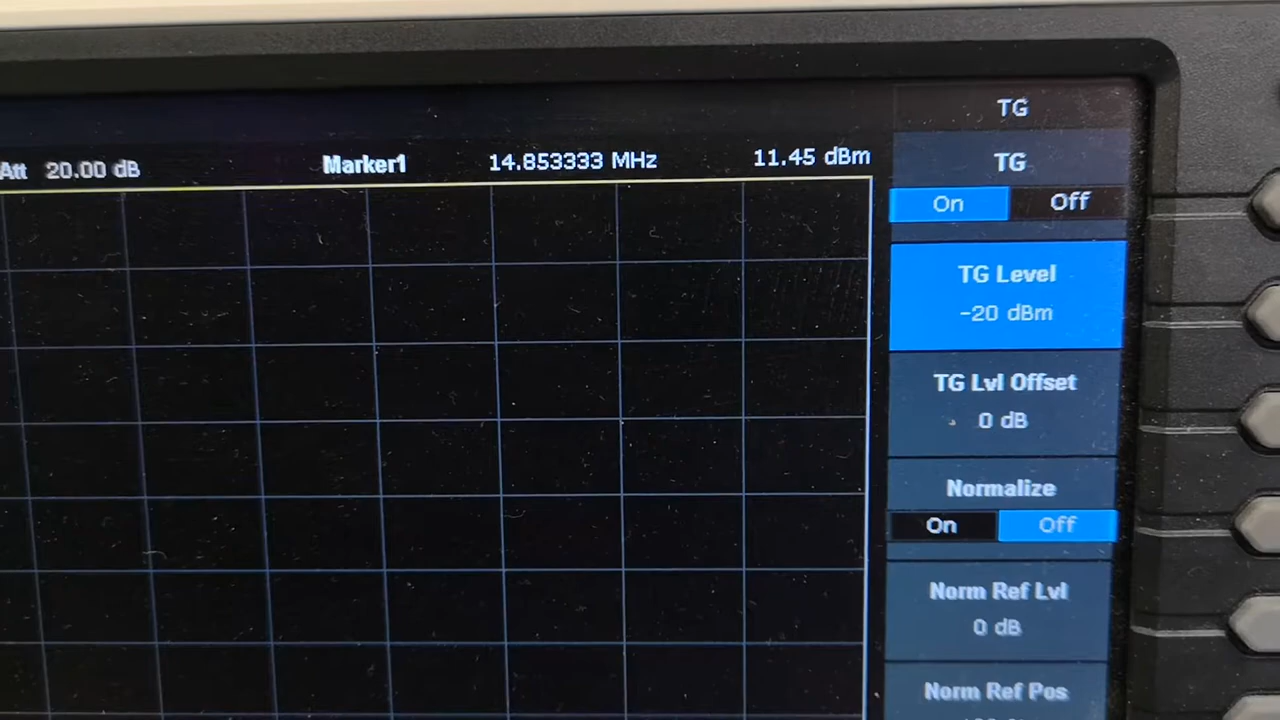 Att 20.00 dB Marker1 14.853333 MHz 11.45 dBm
TG
TG
On Off
TG Level
-20 dBm
TG Lvl Offset
0 dB
Normalize
On Off
Norm Ref Lvl
0 dB
Norm Ref Pos